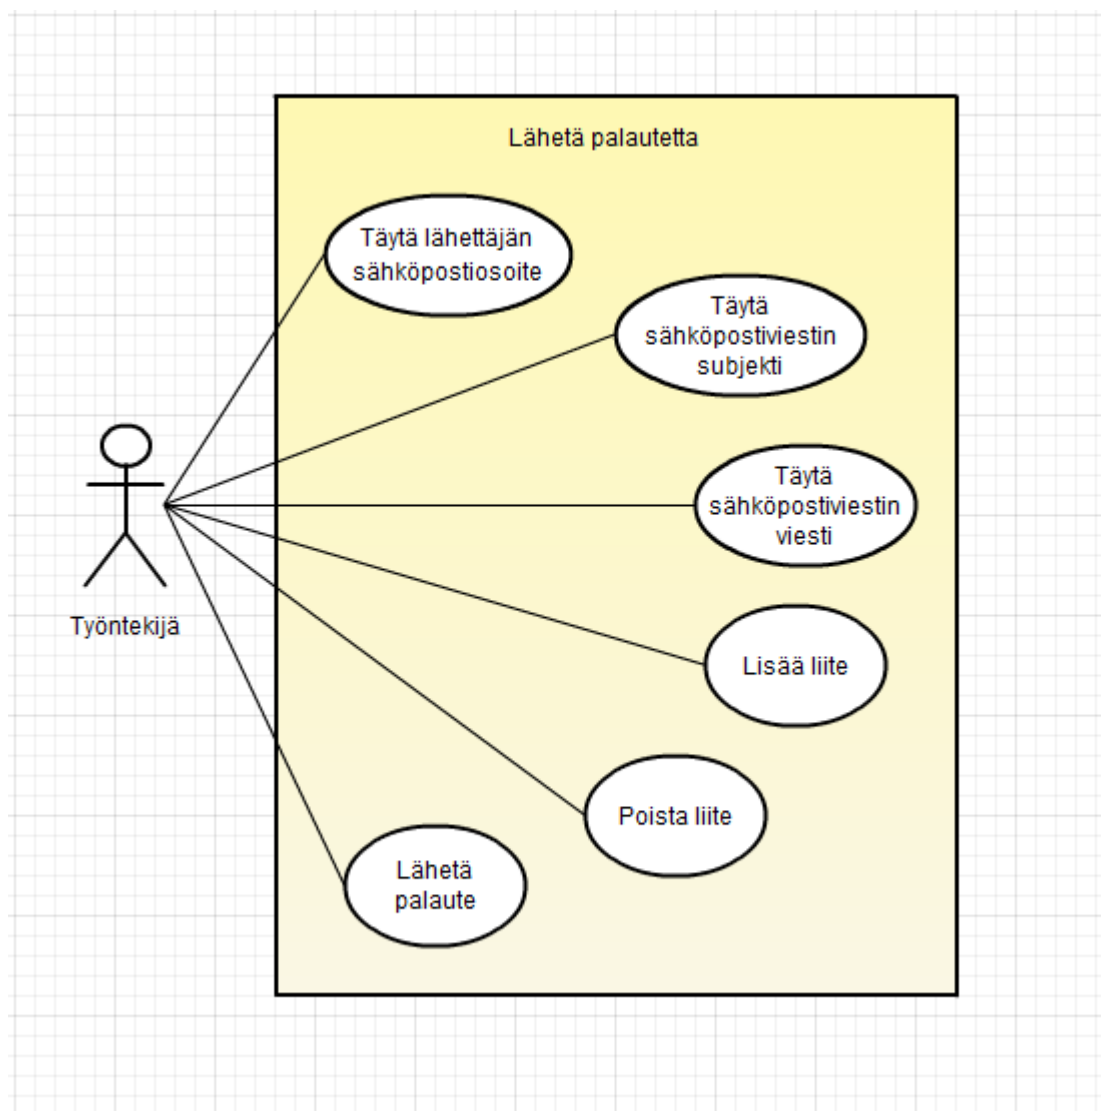 Lähetä palautetta
Täytä lähettäjän
sähköpostiosoite
Täytä
sähköpostiviestin
subjekti
Täytä
sähköpostiviestin
viesti
Työntekijä
Lisää liite
Poista liite
Lähetä
palaute